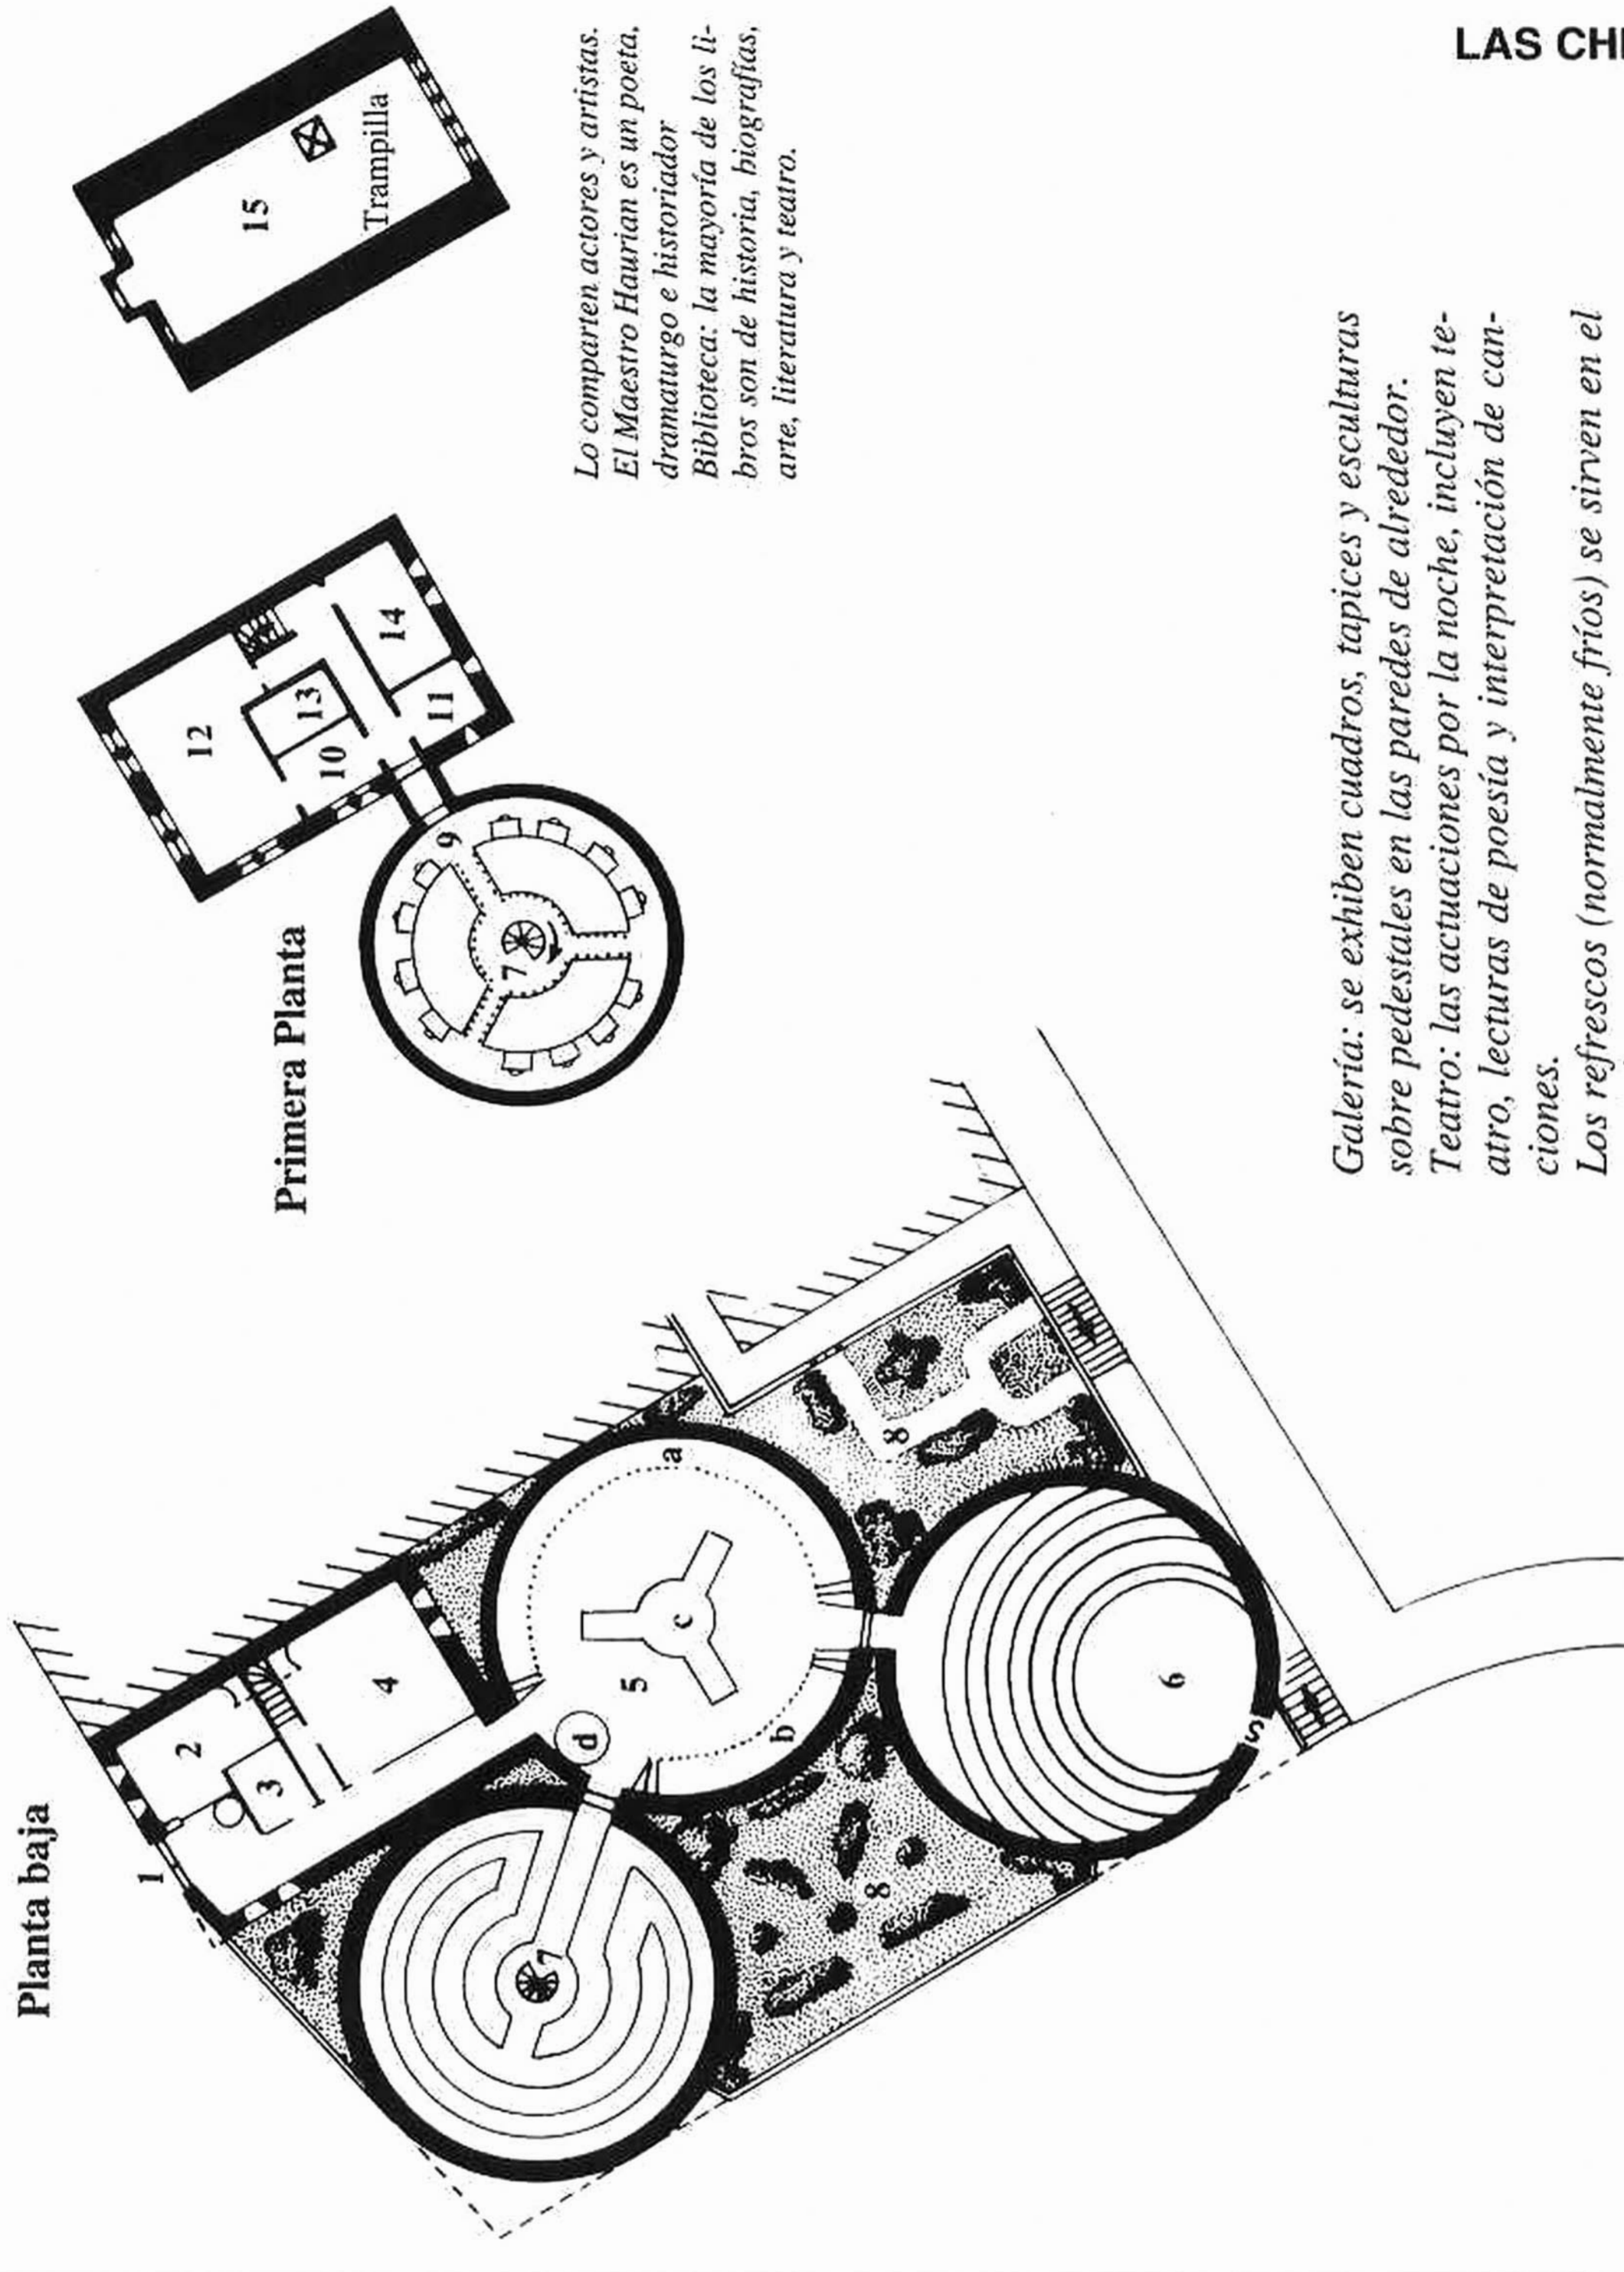 LAS CHI
Planta baja
1
2
3
4
5
a
b
c
d
6
S
7
8
8
Primera Planta
7
9
10
11
12
13
14
15
Trampilla
Lo comparten actores y artistas.
El Maestro Haurian es un poeta,
dramaturgo e historiador
Biblioteca: la mayoría de los li-
bros son de historia, biografías,
arte, literatura y teatro.
Galería: se exhiben cuadros, tapices y esculturas
sobre pedestales en las paredes de alrededor.
Teatro: las actuaciones por la noche, incluyen te-
atro, lecturas de poesía y interpretación de can-
ciones.
Los refrescos (normalmente fríos) se sirven en el